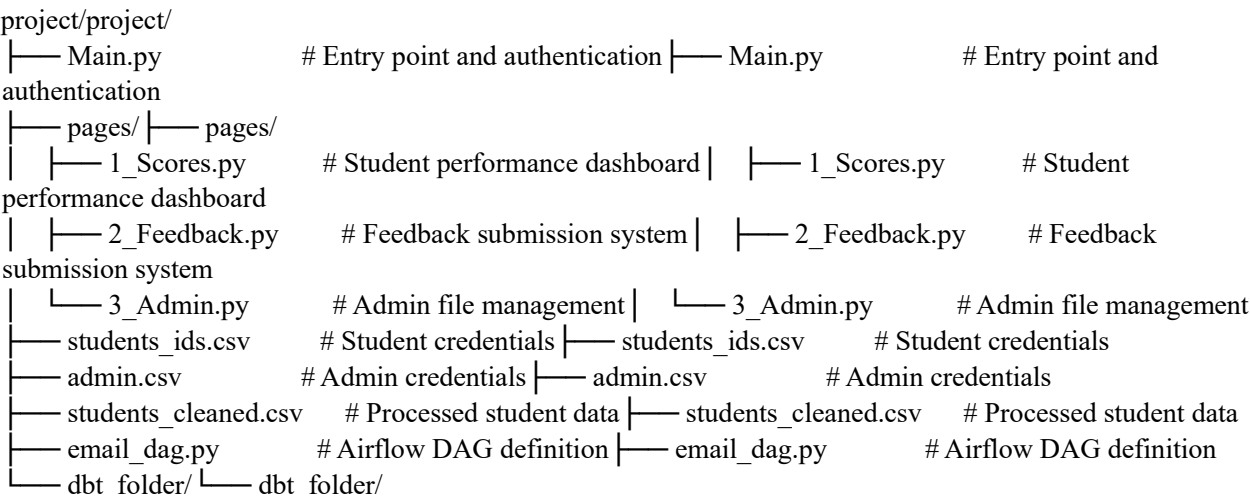 project/project/
├── Main.py # Entry point and authentication├── Main.py # Entry point and
authentication
├── pages/├── pages/
│ ├── 1_Scores.py # Student performance dashboard│ ├── 1_Scores.py # Student
performance dashboard
│ ├── 2_Feedback.py # Feedback submission system│ ├── 2_Feedback.py # Feedback
submission system
│ └── 3_Admin.py # Admin file management│ └── 3_Admin.py # Admin file management
├── students_ids.csv # Student credentials├── students_ids.csv # Student credentials
├── admin.csv # Admin credentials├── admin.csv # Admin credentials
├── students_cleaned.csv # Processed student data├── students_cleaned.csv # Processed student data
├── email_dag.py # Airflow DAG definition├── email_dag.py # Airflow DAG definition
└── dbt_folder/└── dbt_folder/